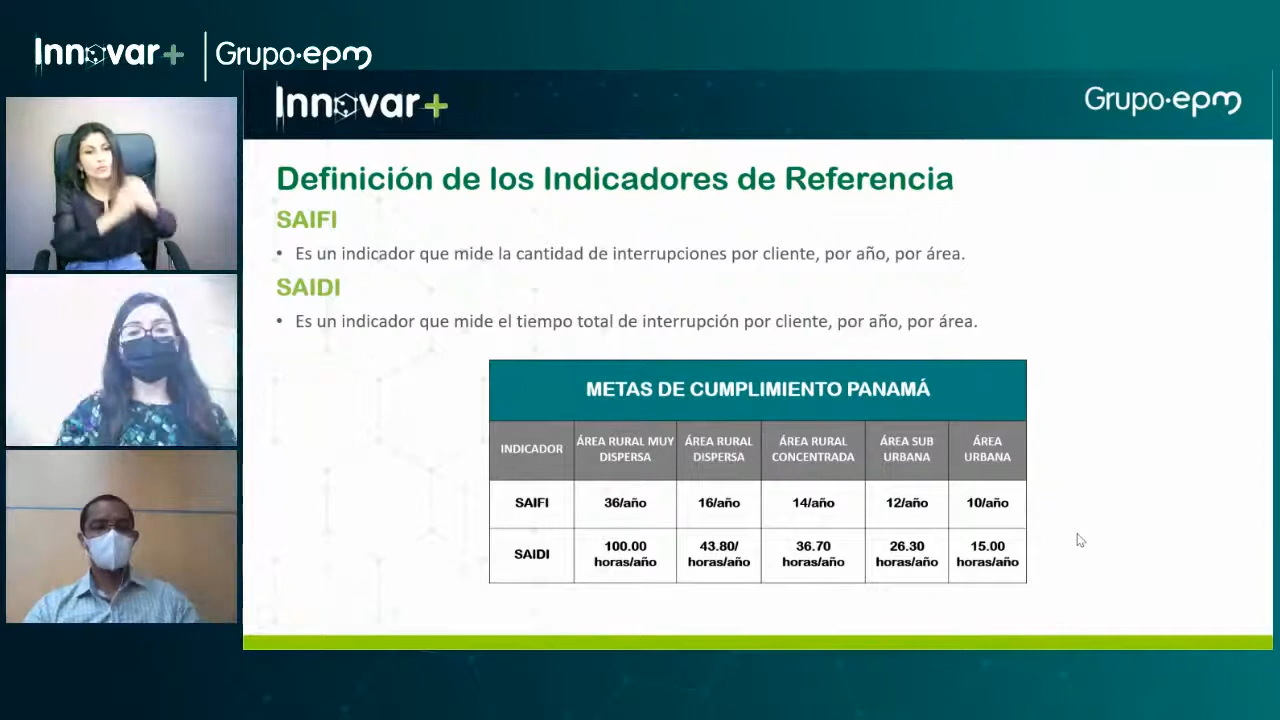 Innovar+ Grupo·epm
Innovar+ Grupo·epm
Definición de los Indicadores de Referencia
SAIFI
• Es un indicador que mide la cantidad de interrupciones por cliente, por año, por área.
SAIDI
• Es un indicador que mide el tiempo total de interrupción por cliente, por año, por área.
METAS DE CUMPLIMIENTO PANAMÁ
INDICADOR ÁREA RURAL MUY DISPERSA ÁREA RURAL DISPERSA ÁREA RURAL CONCENTRADA ÁREA SUB URBANA ÁREA URBANA
SAIFI 36/año 16/año 14/año 12/año 10/año
SAIDI 100.00 horas/año 43.80/ horas/año 36.70 horas/año 26.30 horas/año 15.00 horas/año